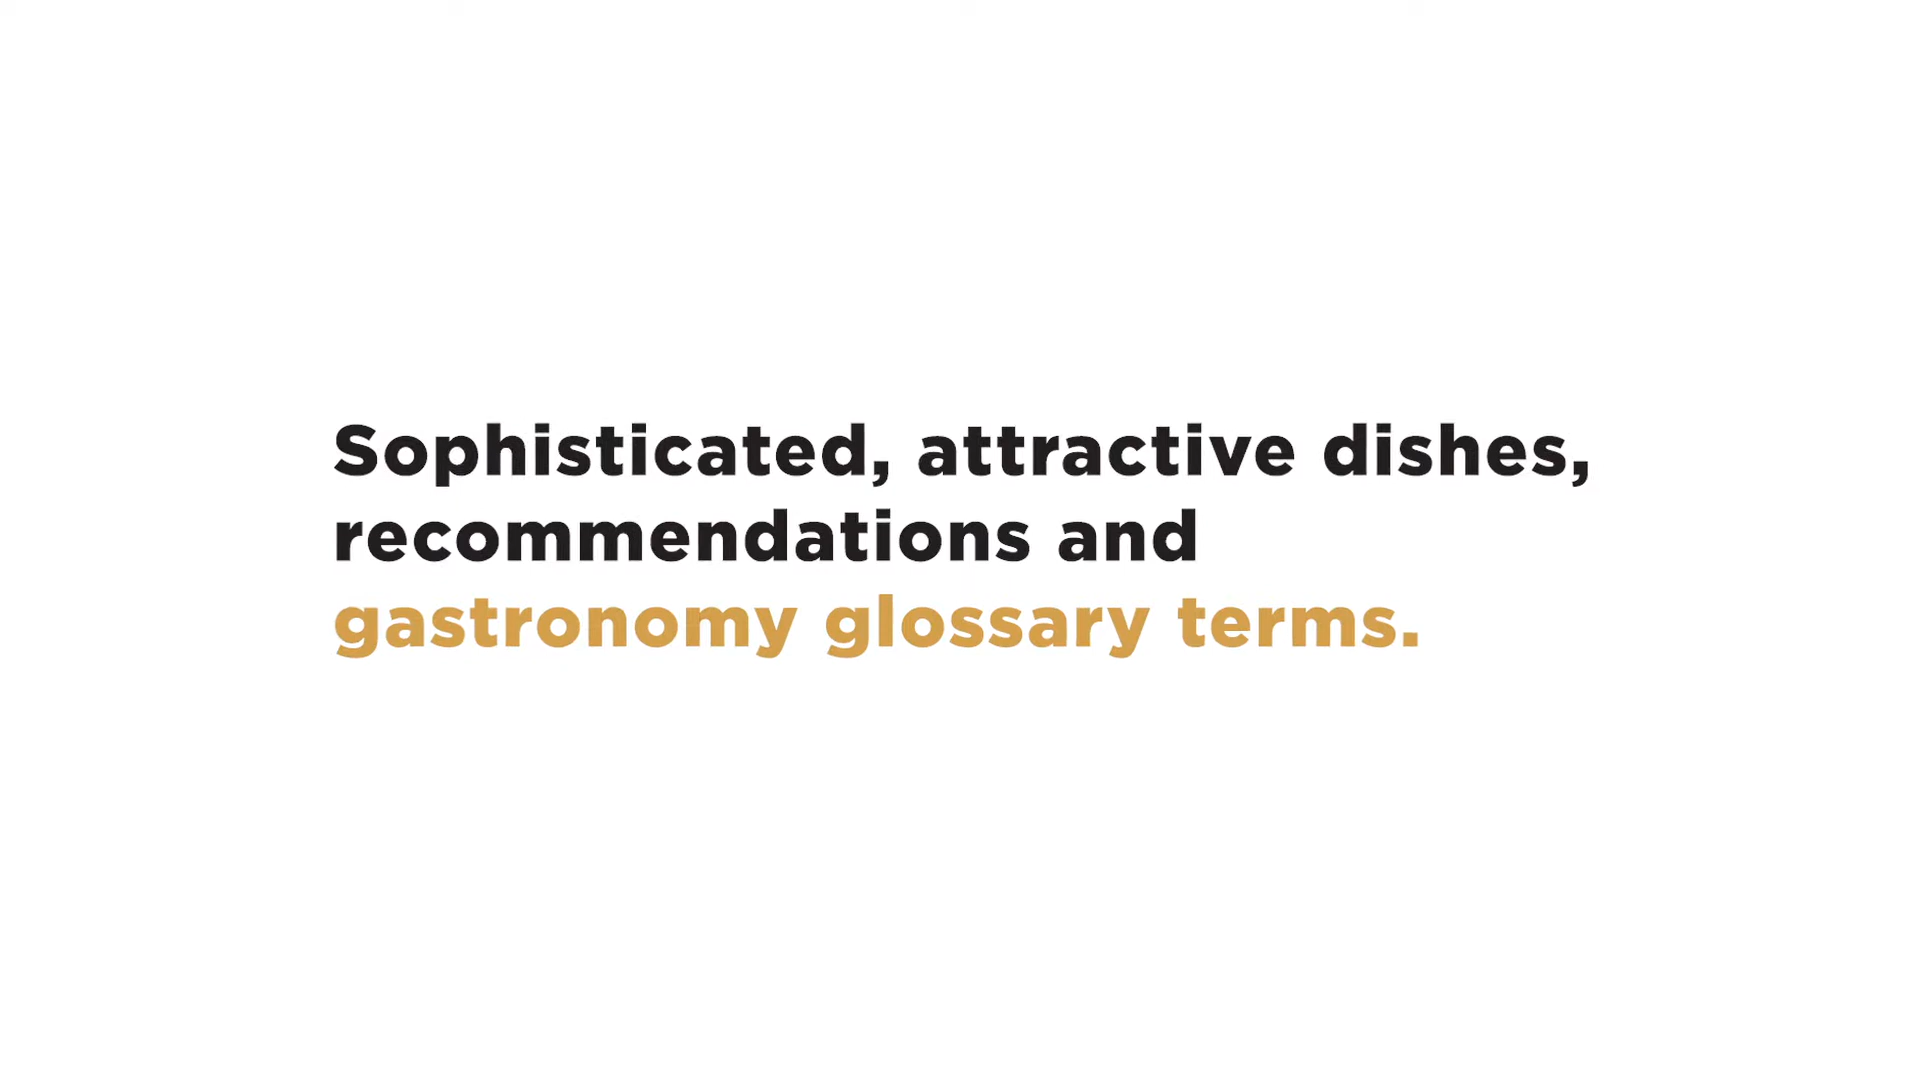 Sophisticated, attractive dishes,
recommendations and
gastronomy glossary terms.